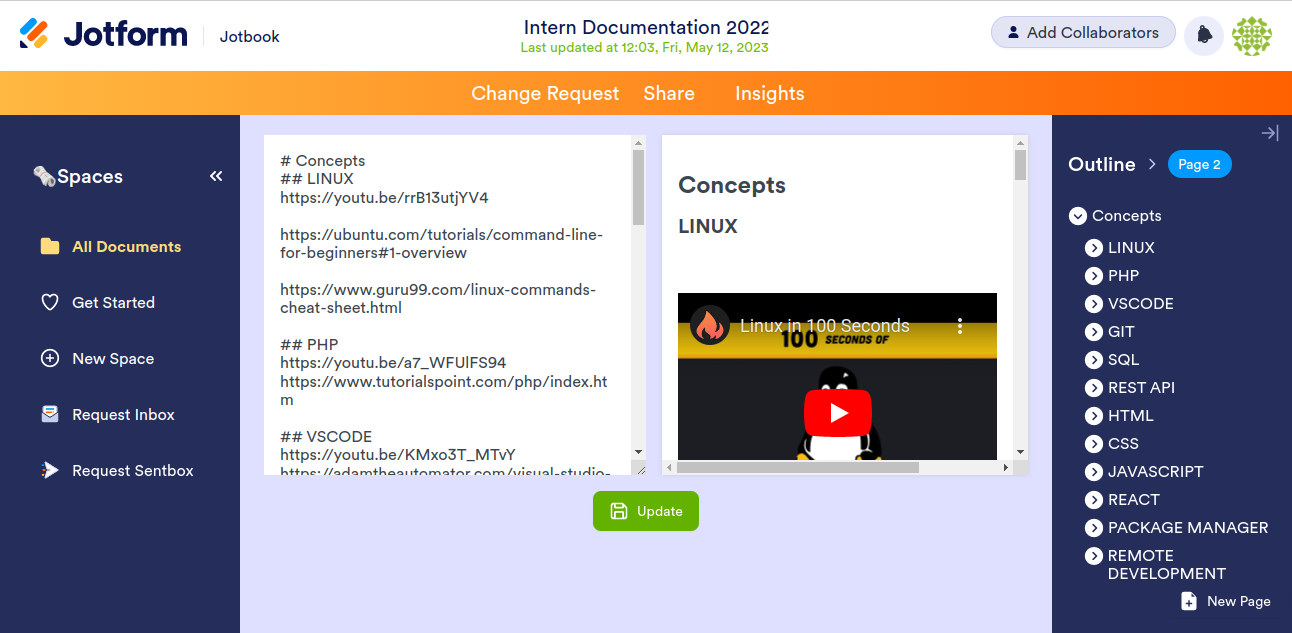 Jotform
Jotbook
Intern Documentation 2022
Last updated at 12:03, Fri, May 12, 2023
Add Collaborators
Change Request
Share
Insights
Spaces
All Documents
Get Started
New Space
Request Inbox
Request Sentbox
# Concepts
## LINUX
https://youtu.be/rrB13utjYV4
https://ubuntu.com/tutorials/command-line-
for-beginners#1-overview
https://www.guru99.com/linux-commands-
cheat-sheet.html
## PHP
https://youtu.be/a7_WFUlFS94
https://www.tutorialspoint.com/php/index.ht
m
## VSCODE
https://youtu.be/KMxo3T_MTvY
https://adamtheautomator.com/visual-studio-
Concepts
LINUX
Linux in 100 Seconds
100 SECONDS OF
Update
Outline
Page 2
Concepts
LINUX
PHP
VSCODE
GIT
SQL
REST API
HTML
CSS
JAVASCRIPT
REACT
PACKAGE MANAGER
REMOTE
DEVELOPMENT
New Page